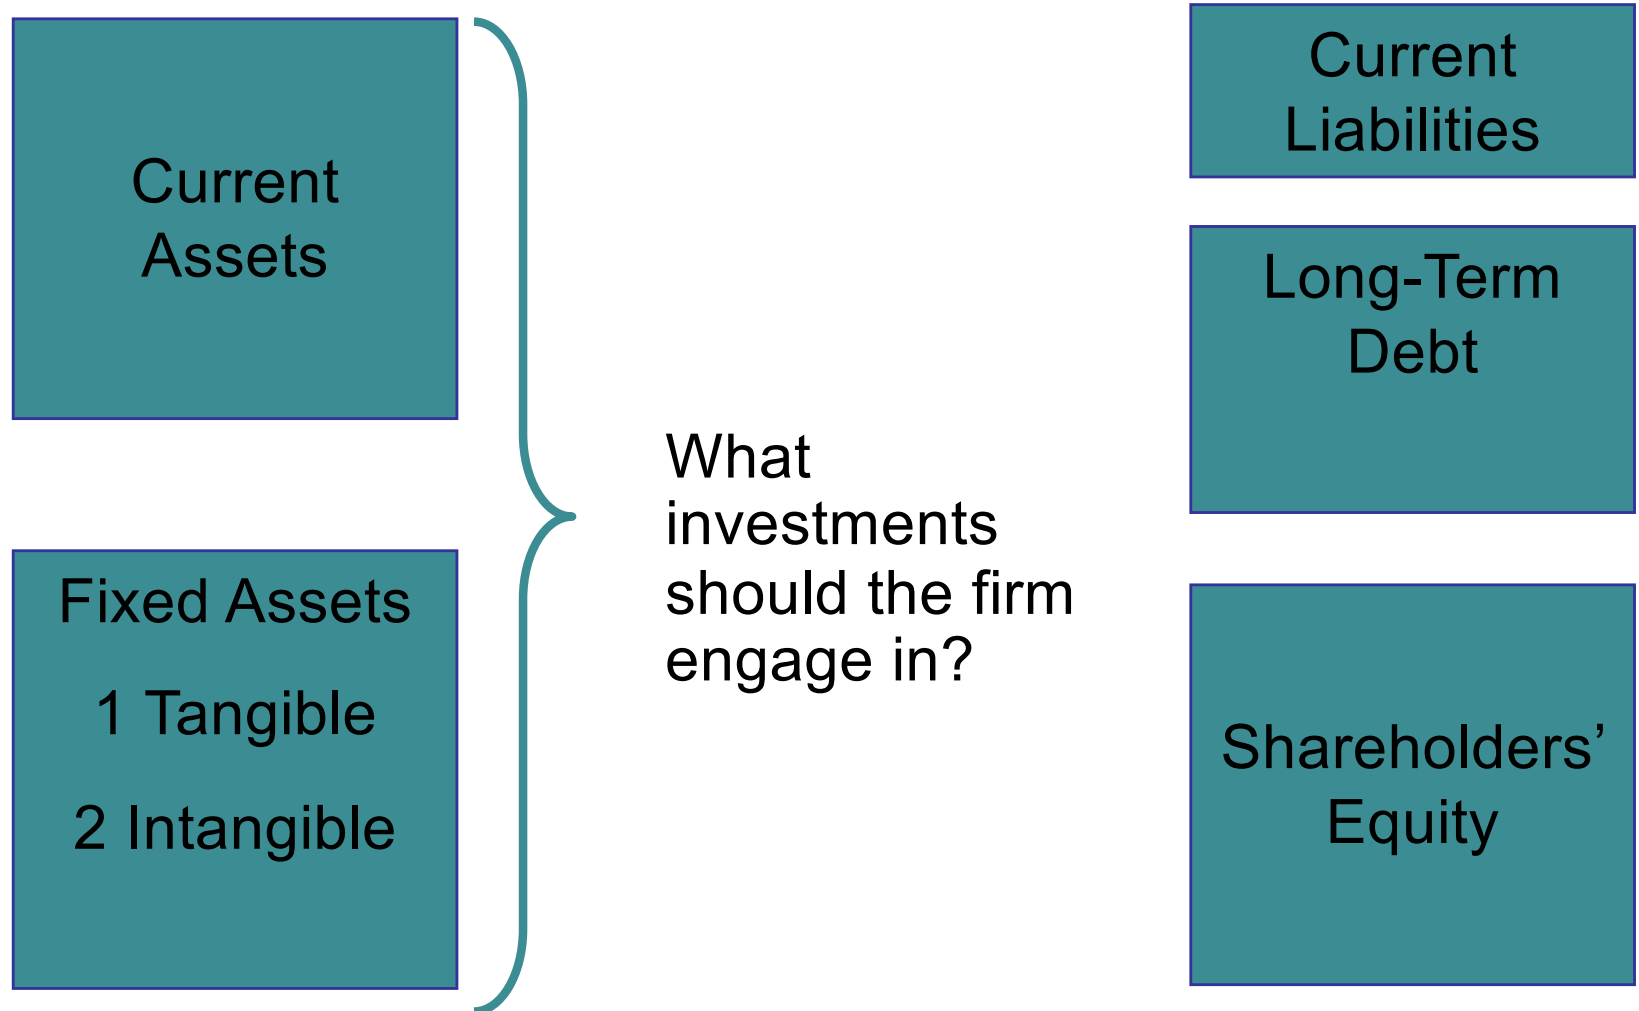 Current
Assets
Fixed Assets
1 Tangible
2 Intangible
What
investments
should the firm
engage in?
Current
Liabilities
Long-Term
Debt
Shareholders’
Equity